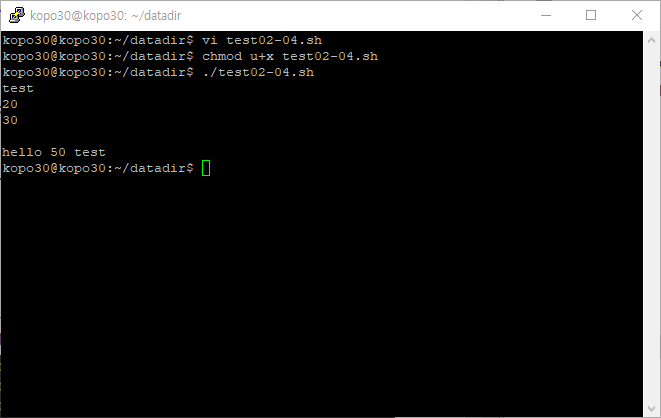 kopo30@kopo30: ~/datadir
kopo30@kopo30:~/datadir$ vi test02-04.sh
kopo30@kopo30:~/datadir$ chmod u+x test02-04.sh
kopo30@kopo30:~/datadir$ ./test02-04.sh
test
20
30
hello 50 test
kopo30@kopo30:~/datadir$